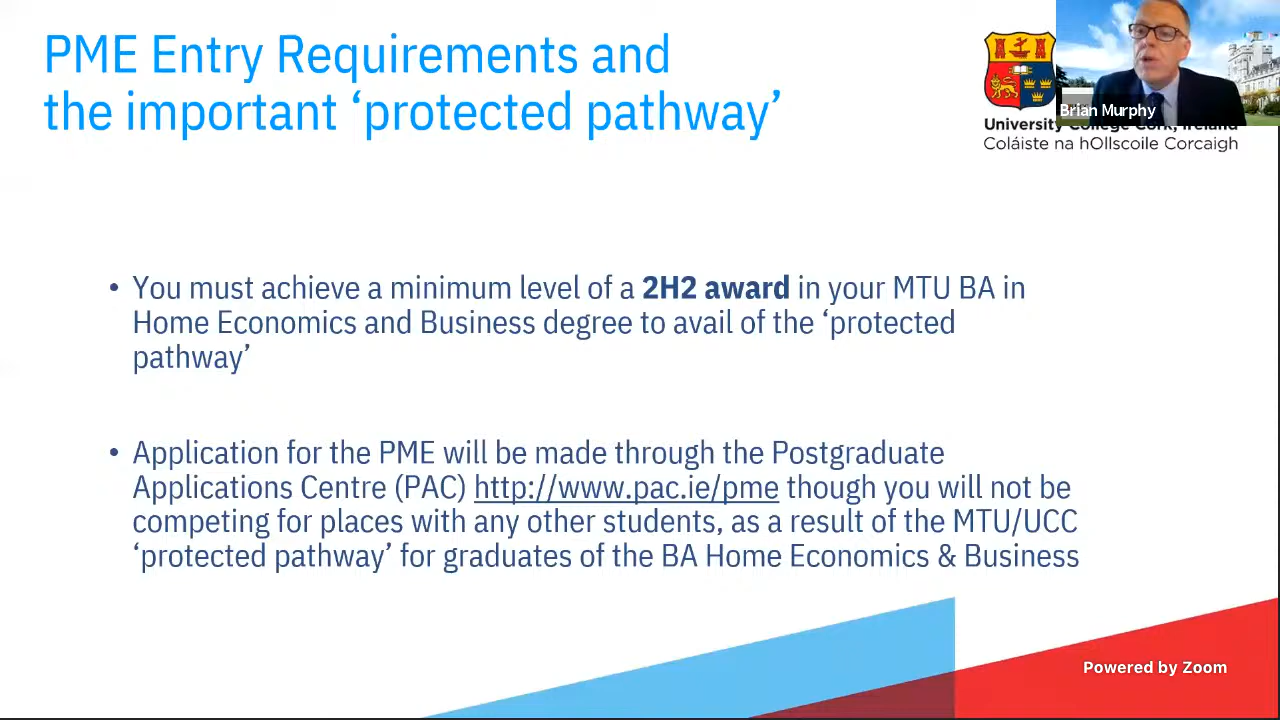 PME Entry Requirements and
the important ‘protected pathway’
Brian Murphy
University College Cork, Ireland
Coláiste na hOllscoile Corcaigh
• You must achieve a minimum level of a 2H2 award in your MTU BA in
Home Economics and Business degree to avail of the ‘protected
pathway’
• Application for the PME will be made through the Postgraduate
Applications Centre (PAC) http://www.pac.ie/pme though you will not be
competing for places with any other students, as a result of the MTU/UCC
‘protected pathway’ for graduates of the BA Home Economics & Business
Powered by Zoom